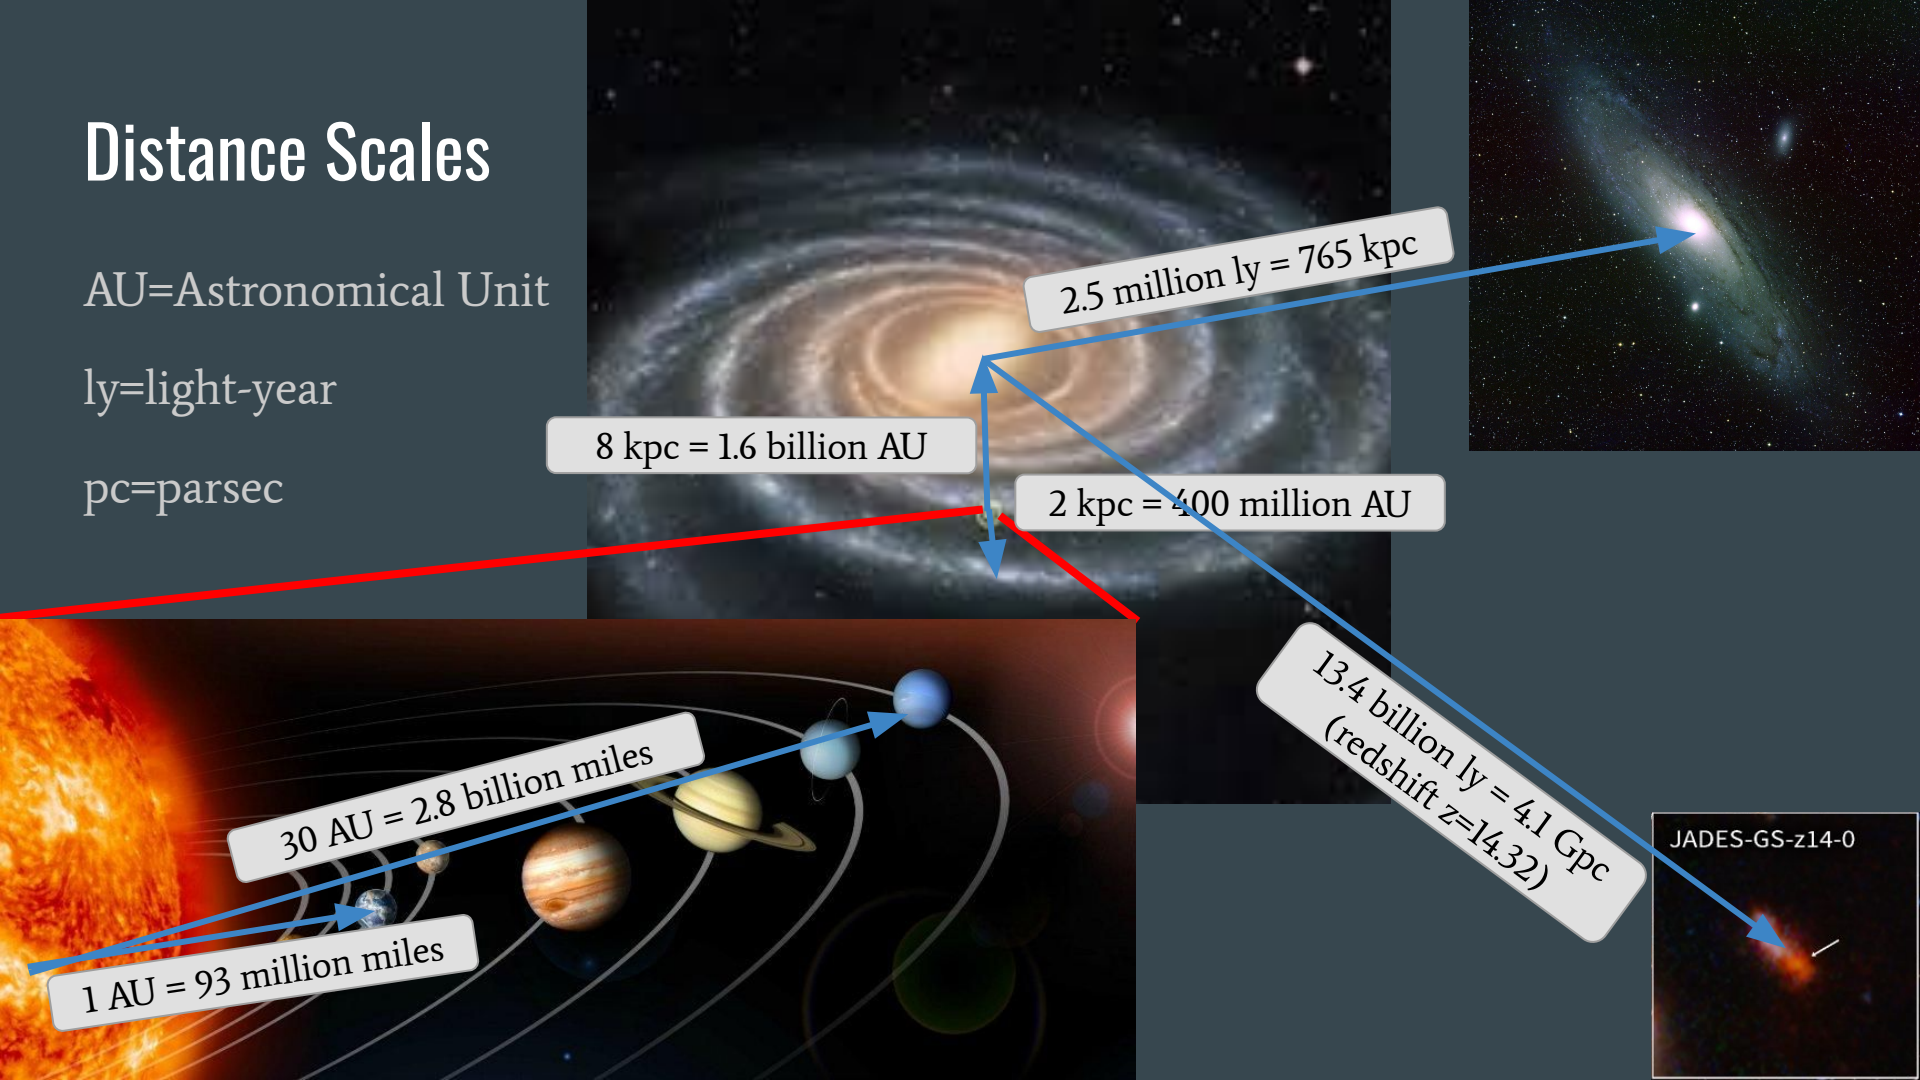 Distance Scales
AU=Astronomical Unit
ly=light-year
pc=parsec
2.5 million ly = 765 kpc
8 kpc = 1.6 billion AU
2 kpc = 400 million AU
13.4 billion ly = 4.1 Gpc
(redshift z=14.32)
30 AU = 2.8 billion miles
1 AU = 93 million miles
JADES-GS-z14-0